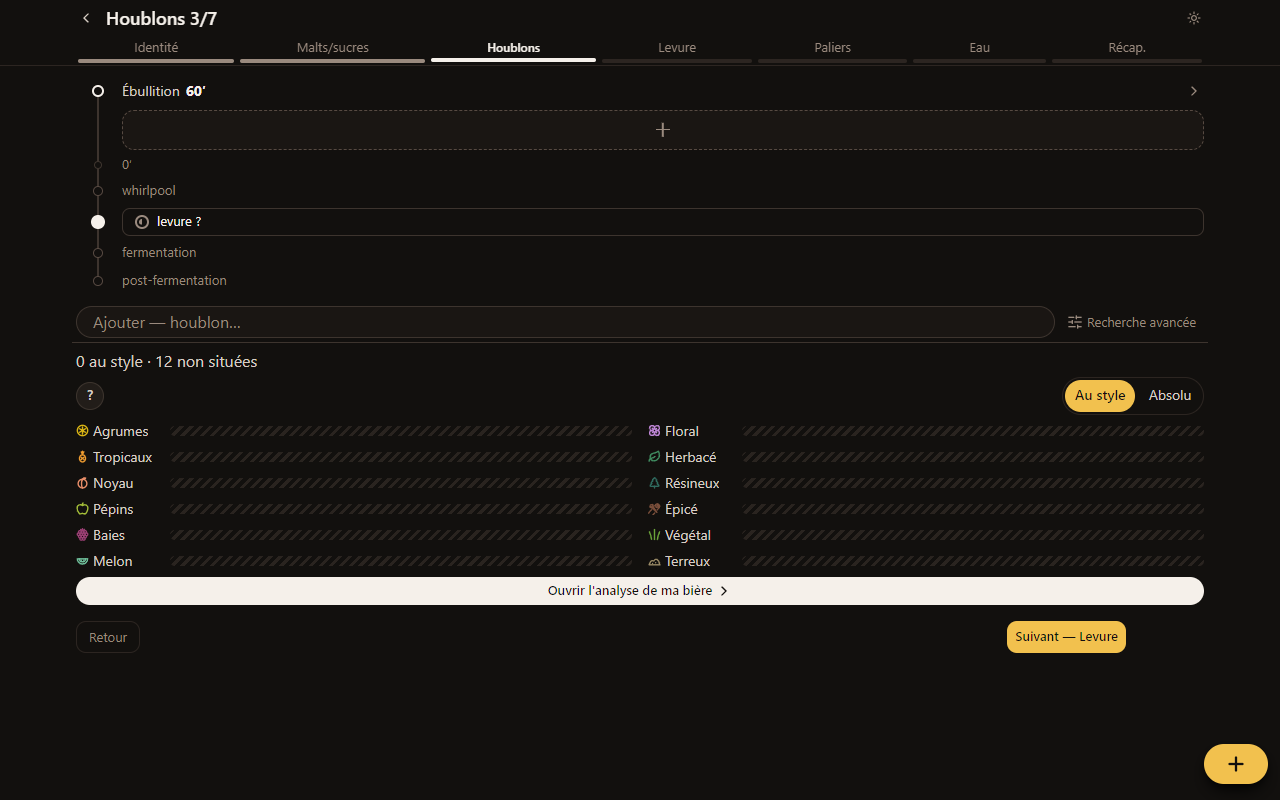 Houblons 3/7
Identité
Malts/sucres
Houblons
Levure
Paliers
Eau
Récap.
Ébullition 60′
0′
whirlpool
levure ?
fermentation
post-fermentation
Ajouter — houblon…
Recherche avancée
0 au style · 12 non situées
?
Au style
Absolu
Agrumes
Floral
Tropicaux
Herbacé
Noyau
Résineux
Pépins
Épicé
Baies
Végétal
Melon
Terreux
Ouvrir l'analyse de ma bière
Retour
Suivant — Levure